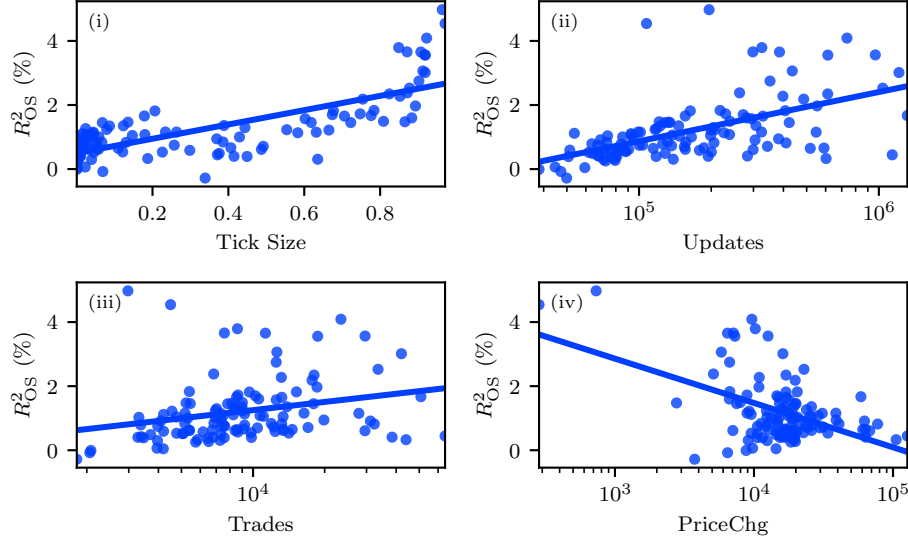 (i)
R²OS (%)
4
2
0
0.2 0.4 0.6 0.8
Tick Size
(ii)
R²OS (%)
4
2
0
10⁵ 10⁶
Updates
(iii)
R²OS (%)
4
2
0
10⁴
Trades
(iv)
R²OS (%)
4
2
0
10³ 10⁴ 10⁵
PriceChg